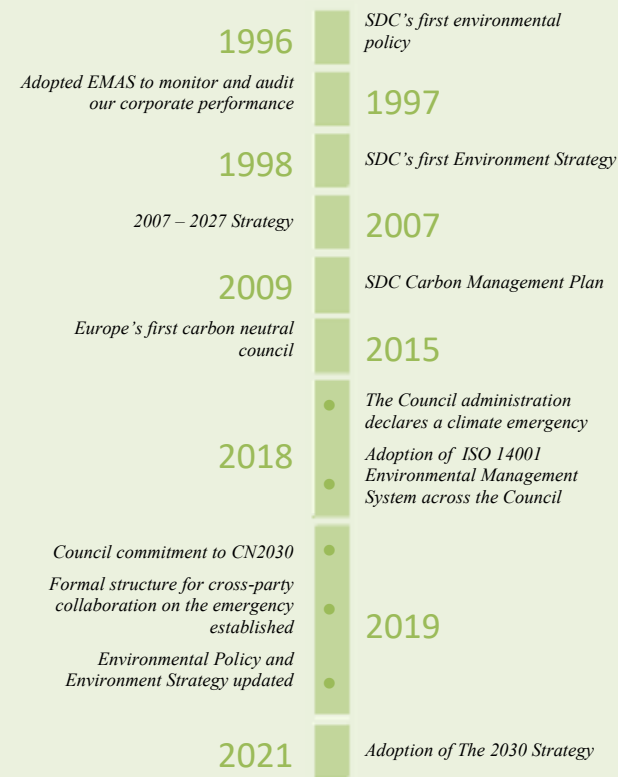 1996
SDC’s first environmental
policy
Adopted EMAS to monitor and audit
our corporate performance
1997
1998
SDC’s first Environment Strategy
2007 – 2027 Strategy
2007
2009
SDC Carbon Management Plan
Europe’s first carbon neutral
council
2015
2018
The Council administration
declares a climate emergency
Adoption of ISO 14001
Environmental Management
System across the Council
Council commitment to CN2030
Formal structure for cross-party
collaboration on the emergency
established
Environmental Policy and
Environment Strategy updated
2019
2021
Adoption of The 2030 Strategy